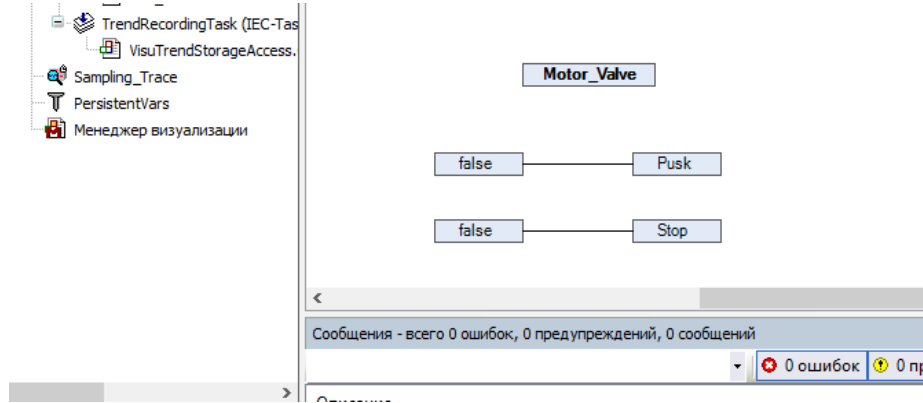 TrendRecordingTask (IEC-Tas
VisuTrendStorageAccess.
Sampling_Trace
PersistentVars
Менеджер визуализации
Motor_Valve
false Pusk
false Stop
Сообщения - всего 0 ошибок, 0 предупреждений, 0 сообщений
0 ошибок 0 пр